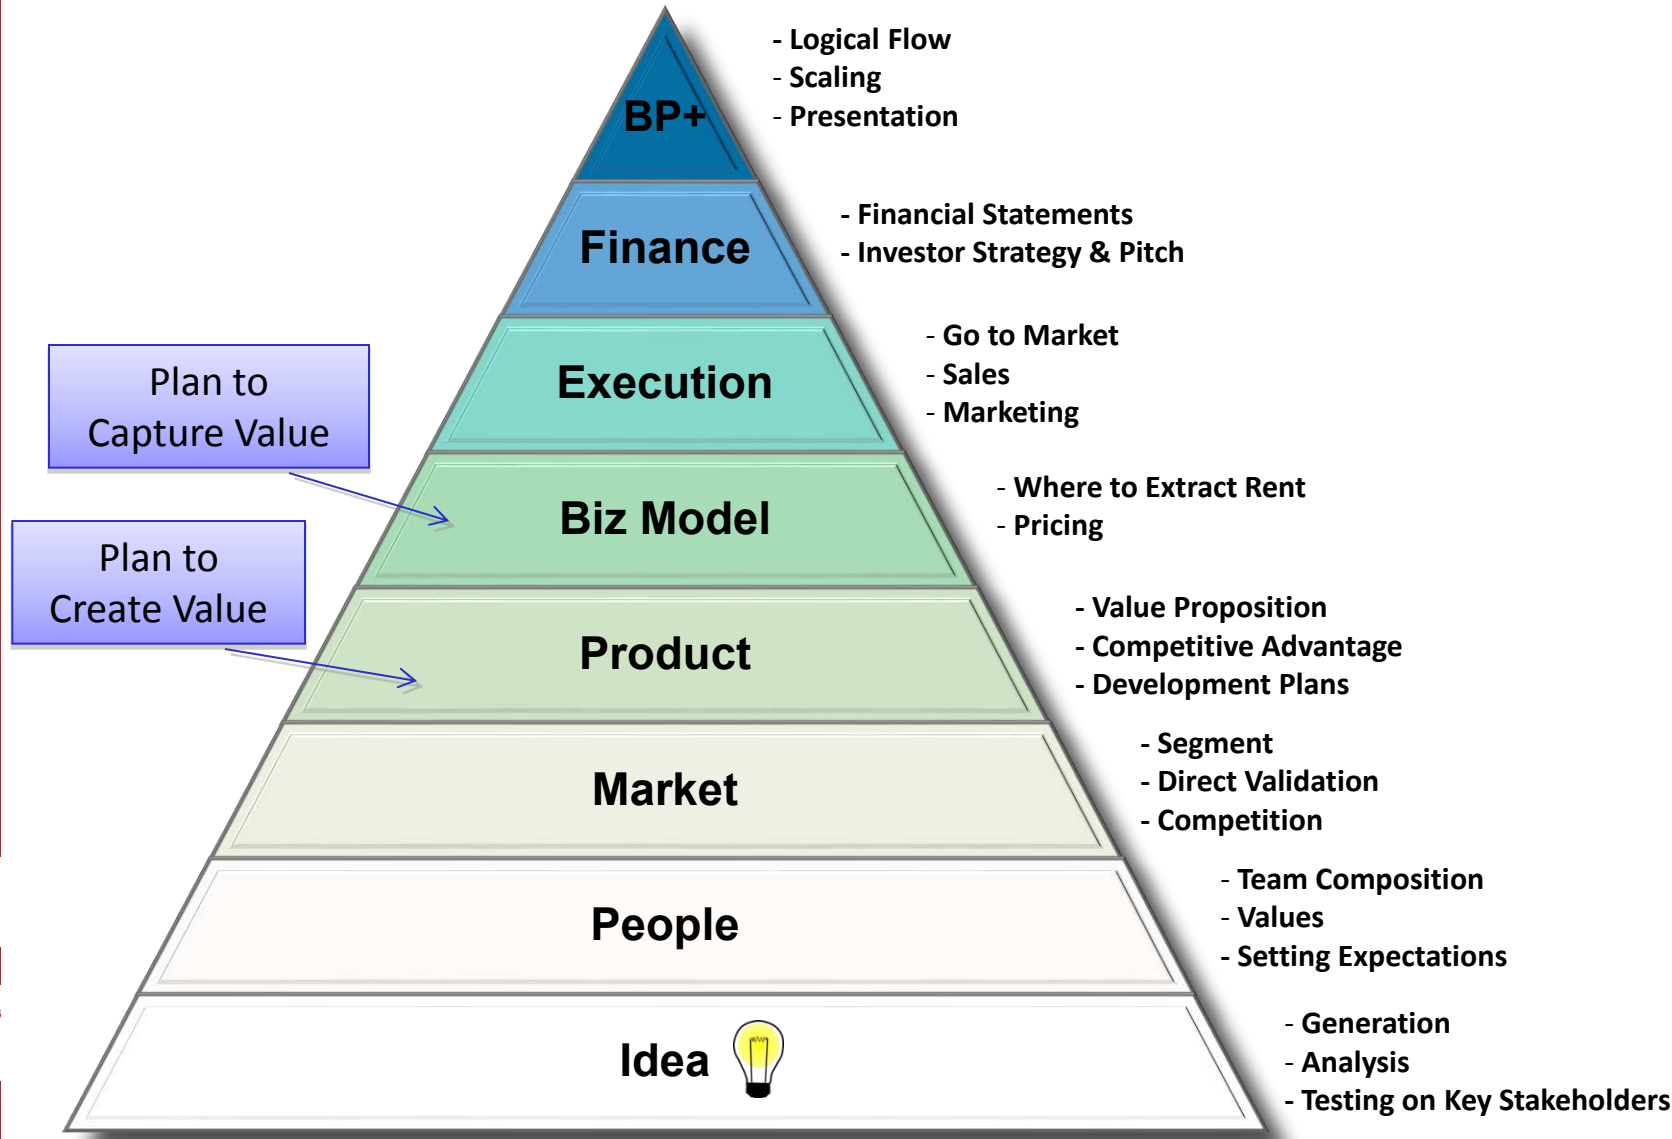 BP+
- Logical Flow
- Scaling
- Presentation
Finance
- Financial Statements
- Investor Strategy & Pitch
Execution
- Go to Market
- Sales
- Marketing
Plan to
Capture Value
Biz Model
- Where to Extract Rent
- Pricing
Plan to
Create Value
Product
- Value Proposition
- Competitive Advantage
- Development Plans
Market
- Segment
- Direct Validation
- Competition
People
- Team Composition
- Values
- Setting Expectations
Idea
- Generation
- Analysis
- Testing on Key Stakeholders